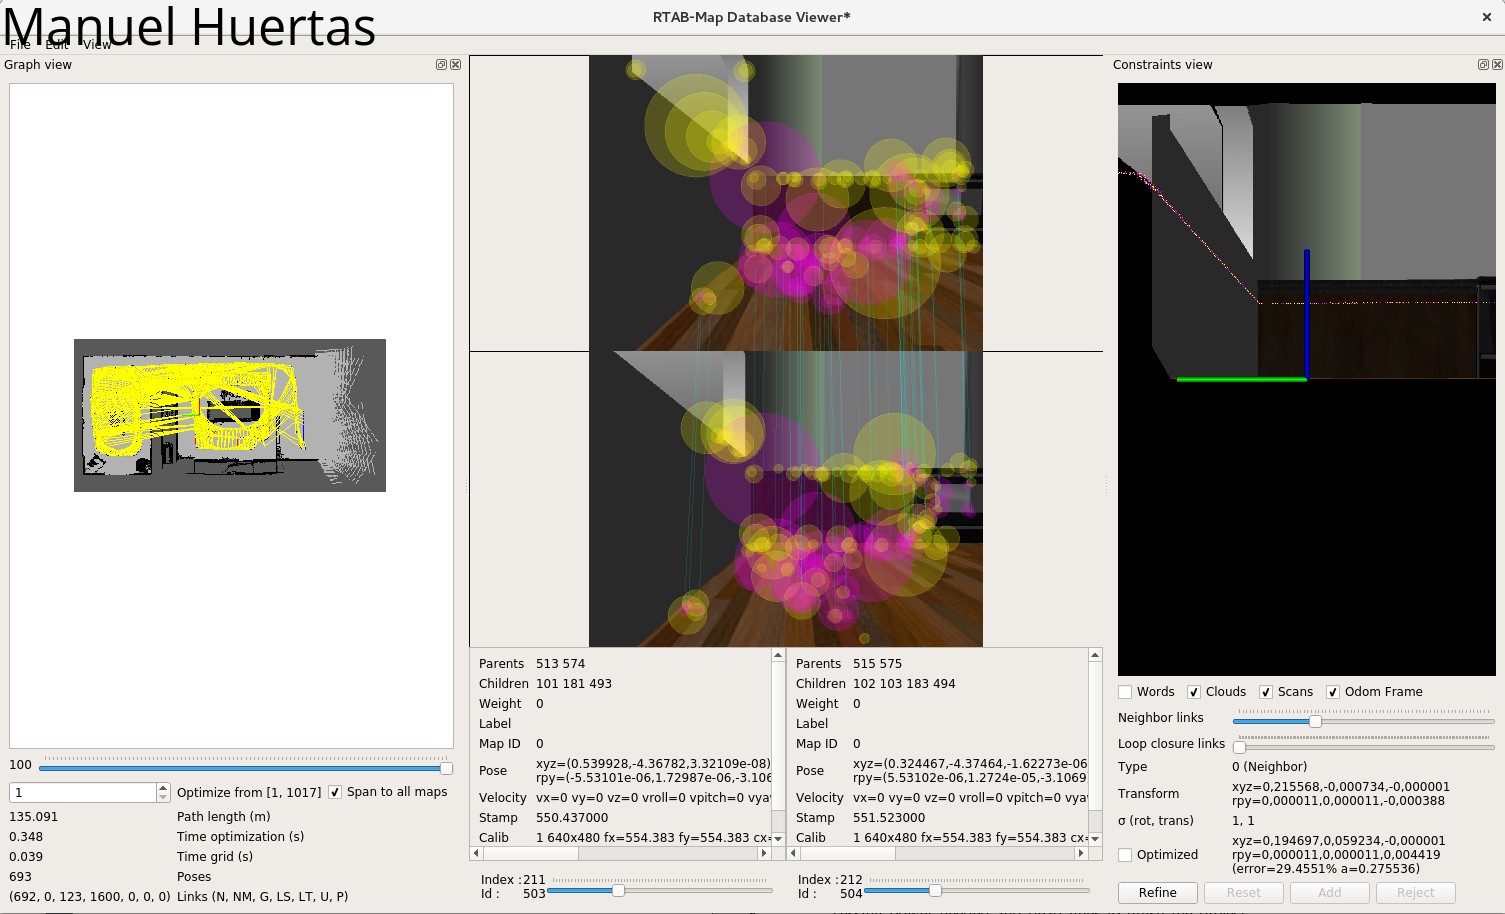 Manuel Huertas
RTAB-Map Database Viewer*
File Edit View
Graph view
Constraints view
100
1
Optimize from [1, 1017]
Span to all maps
135.091 Path length (m)
0.348 Time optimization (s)
0.039 Time grid (s)
693 Poses
(692, 0, 123, 1600, 0, 0, 0) Links (N, NM, G, LS, LT, U, P)
Parents 513 574
Children 101 181 493
Weight 0
Label
Map ID 0
Pose xyz=(0.539928,-4.36782,3.32109e-08)
rpy=(-5.53101e-06,1.72987e-06,-3.106
Velocity vx=0 vy=0 vz=0 vroll=0 vpitch=0 vya
Stamp 550.437000
Calib 1 640x480 fx=554.383 fy=554.383 cx=
Index : 211
Id : 503
Parents 515 575
Children 102 103 183 494
Weight 0
Label
Map ID 0
Pose xyz=(0.324467,-4.37464,-1.62273e-06
rpy=(5.53102e-06,1.2724e-05,-3.1069
Velocity vx=0 vy=0 vz=0 vroll=0 vpitch=0 vya
Stamp 551.523000
Calib 1 640x480 fx=554.383 fy=554.383 cx=
Index : 212
Id : 504
Words Clouds Scans Odom Frame
Neighbor links
Loop closure links
Type 0 (Neighbor)
Transform xyz=0,215568,-0,000734,-0,000001
rpy=0,000011,0,000011,-0,000388
σ (rot, trans) 1, 1
Optimized xyz=0,194697,0,059234,-0,000001
rpy=0,000011,0,000011,0,004419
(error=29.4551% a=0.275536)
Refine Reset Add Reject